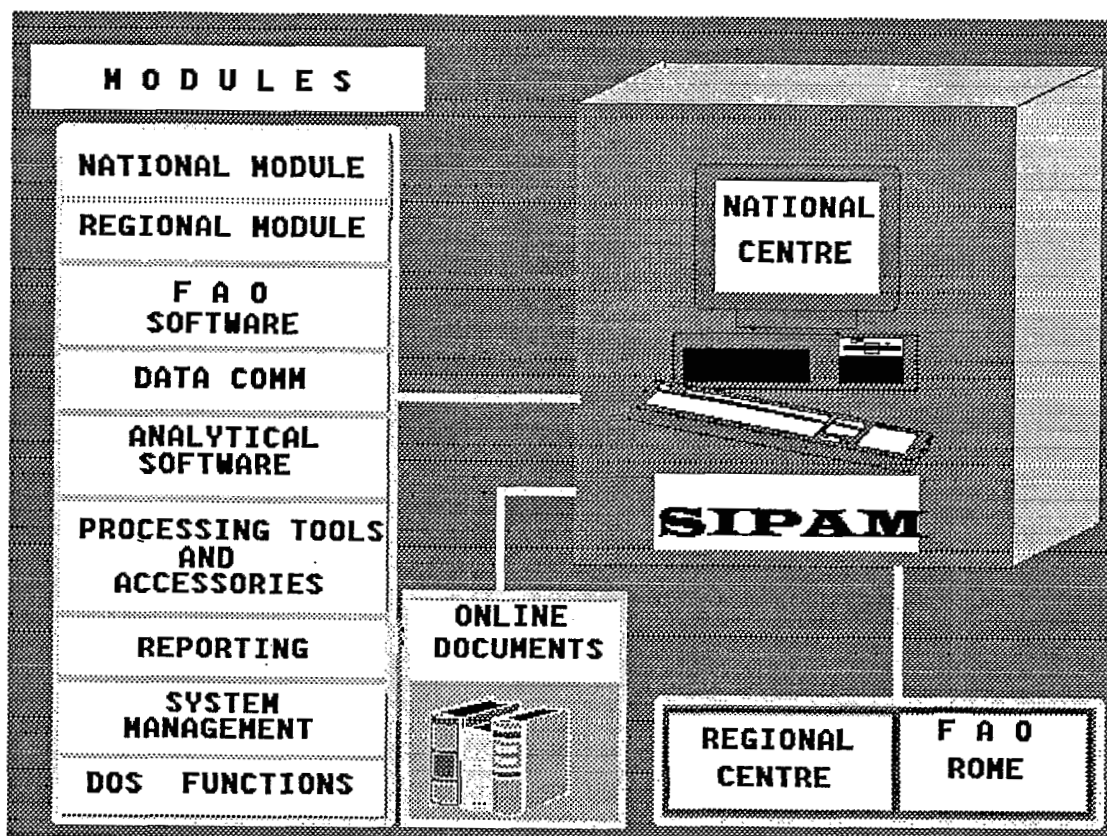 M O D U L E S
NATIONAL MODULE
REGIONAL MODULE
F A O
SOFTWARE
DATA COMM
ANALYTICAL
SOFTWARE
PROCESSING TOOLS
AND
ACCESSORIES
REPORTING
SYSTEM
MANAGEMENT
DOS FUNCTIONS
NATIONAL
CENTRE
SIPAM
ONLINE
DOCUMENTS
REGIONAL
CENTRE
F A O
ROME